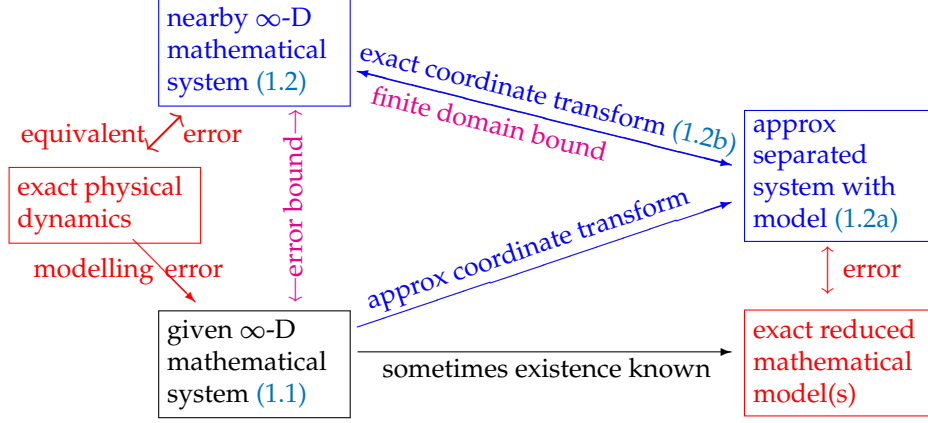 nearby ∞-D
mathematical
system (1.2)
exact coordinate transform (1.2b)
finite domain bound
equivalent error
exact physical
dynamics
error bound
approx
separated
system with
model (1.2a)
modelling error
approx coordinate transform
error
given ∞-D
mathematical
system (1.1)
sometimes existence known
exact reduced
mathematical
model(s)